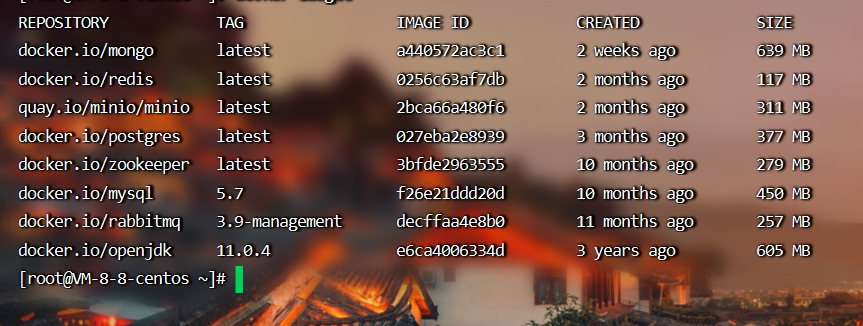 REPOSITORY TAG IMAGE ID CREATED SIZE
docker.io/mongo latest a440572ac3c1 2 weeks ago 639 MB
docker.io/redis latest 0256c63af7db 2 months ago 117 MB
quay.io/minio/minio latest 2bca66a480f6 2 months ago 311 MB
docker.io/postgres latest 027eba2e8939 3 months ago 377 MB
docker.io/zookeeper latest 3bfde2963555 10 months ago 279 MB
docker.io/mysql 5.7 f26e21ddd20d 10 months ago 450 MB
docker.io/rabbitmq 3.9-management decffaa4e8b0 11 months ago 257 MB
docker.io/openjdk 11.0.4 e6ca4006334d 3 years ago 605 MB
[root@VM-8-8-centos ~]#